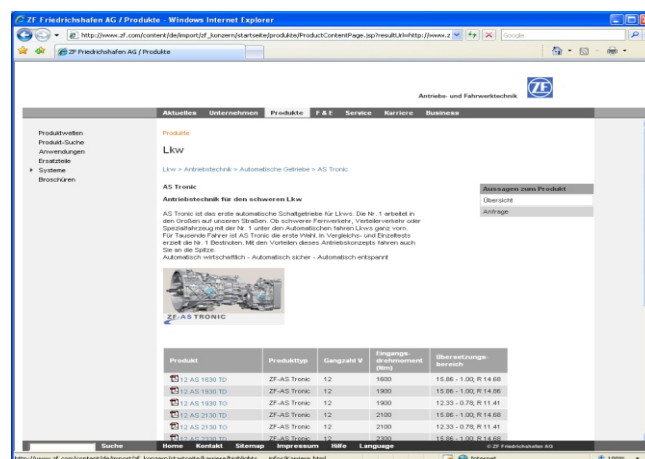 ZF Friedrichshafen AG / Produkte - Windows Internet Explorer
http://www.zf.com/content/de/import/zf_konzern/startseite/produkte/ProductContentPage.jsp?resultUrl=http://www.z
Google
ZF Friedrichshafen AG / Produkte
Antriebs- und Fahrwerktechnik
ZF
Aktuelles Unternehmen Produkte F & E Service Karriere Business
Produktwelten
Produkt-Suche
Anwendungen
Ersatzteile
Systeme
Broschüren
Produkte
Lkw
Lkw > Antriebstechnik > Automatische Getriebe > AS Tronic
AS Tronic
Antriebstechnik für den schweren Lkw
AS Tronic ist das erste automatische Schaltgetriebe für Lkws. Die Nr. 1 arbeitet in
den Großen auf unseren Straßen. Ob schwerer Fernverkehr, Verteilerverkehr oder
Spezialfahrzeug mit der Nr. 1 unter den Automatischen fahren Lkws ganz vorn.
Für Tausende Fahrer ist AS Tronic die erste Wahl. In Vergleichs- und Einzeltests
erzielt die Nr. 1 Bestnoten. Mit den Vorteilen dieses Antriebskonzepts fahren auch
Sie an die Spitze.
Automatisch wirtschaftlich - Automatisch sicher - Automatisch entspannt
Aussagen zum Produkt
Übersicht
Anfrage
ZF-AS TRONIC
Produkt Produkttyp Gangzahl V Eingangs-drehmoment (Nm) Übersetzungs-bereich
12 AS 1630 TD ZF-AS Tronic 12 1600 15.86 - 1.00; R 14.68
12 AS 1930 TD ZF-AS Tronic 12 1900 15.86 - 1.00; R 14.86
12 AS 1930 TO ZF-AS Tronic 12 1900 12.33 - 0.78; R 11.41
12 AS 2130 TD ZF-AS Tronic 12 2100 15.86 - 1.00; R 14.68
12 AS 2130 TO ZF-AS Tronic 12 2100 12.33 - 0.78; R 11.41
12 AS 2330 TD ZF-AS Tronic 12 2300 15.86 - 1.00; R 14.68
Suche Home Kontakt Sitemap Impressum Hilfe Language © ZF Friedrichshafen AG
Internet 100%